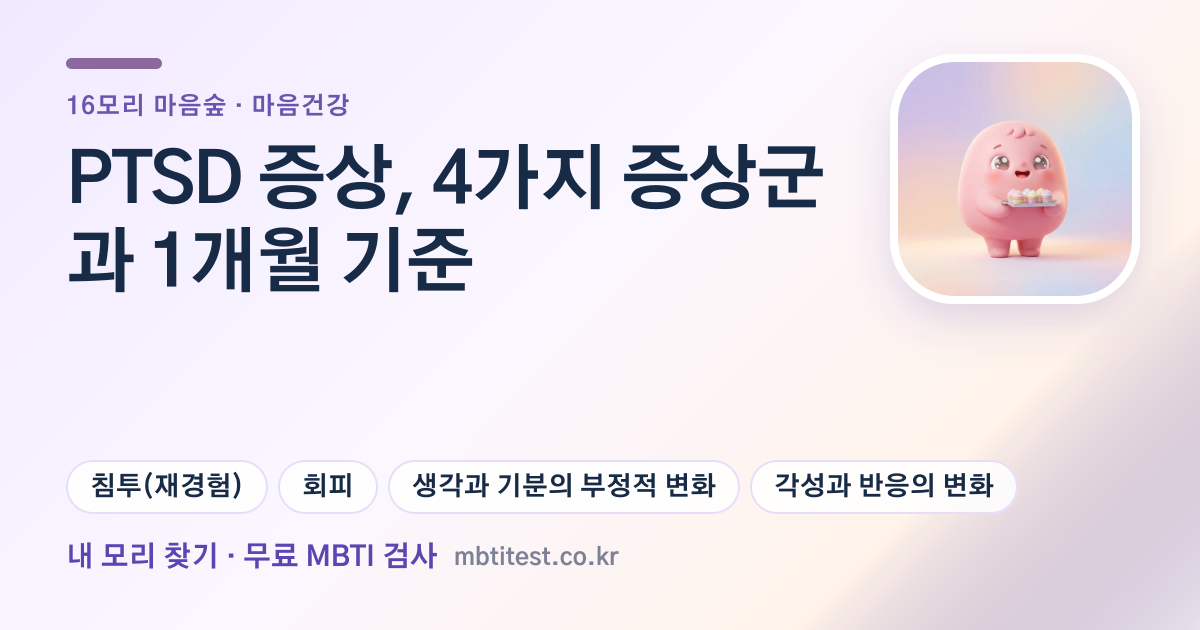 16모리 마음숲 · 마음건강
PTSD 증상, 4가지 증상군
과 1개월 기준
침투(재경험)
회피
생각과 기분의 부정적 변화
각성과 반응의 변화
내 모리 찾기 · 무료 MBTI 검사 mbtitest.co.kr